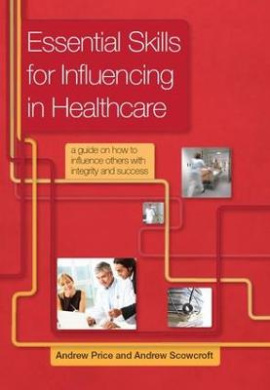 Essential Skills
for Influencing
in Healthcare
a guide on how to
influence others with
integrity and success
Andrew Price and Andrew Scowcroft